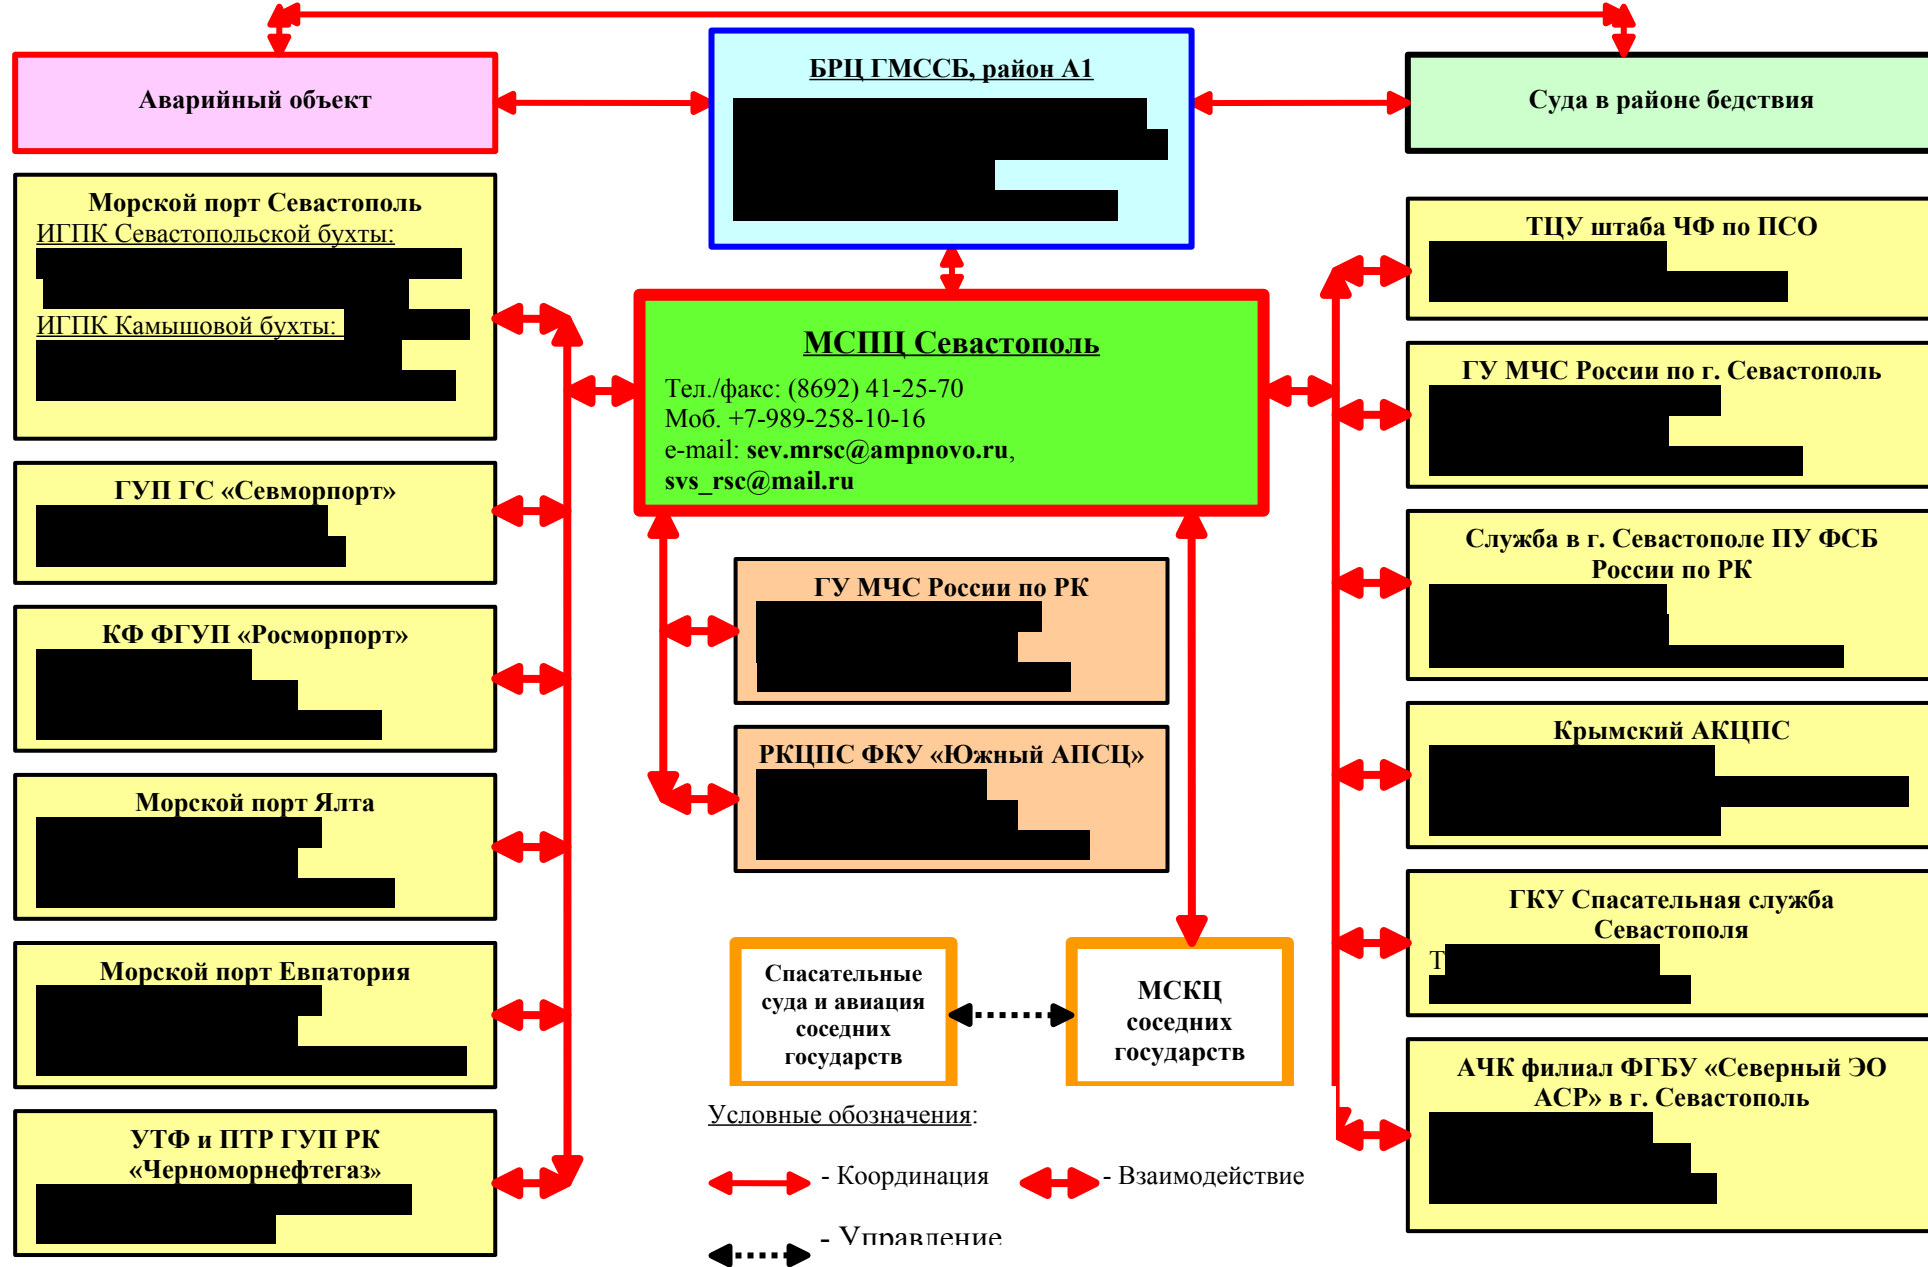 Аварийный объект
БРЦ ГМССБ, район А1
Суда в районе бедствия
Морской порт Севастополь
ИГПК Севастопольской бухты:
ИГПК Камышовой бухты:
ГУП ГС «Севморпорт»
КФ ФГУП «Росморпорт»
Морской порт Ялта
Морской порт Евпатория
УТФ и ПТР ГУП РК
«Черноморнефтегаз»
МСПЦ Севастополь
Тел./факс: (8692) 41-25-70
Моб. +7-989-258-10-16
e-mail: sev.mrsc@ampnovo.ru,
svs_rsc@mail.ru
ГУ МЧС России по РК
РКЦПС ФКУ «Южный АПСЦ»
Спасательные
суда и авиация
соседних
государств
МСКЦ
соседних
государств
Условные обозначения:
- Координация
- Взаимодействие
- Управление
ТЦУ штаба ЧФ по ПСО
ГУ МЧС России по г. Севастополь
Служба в г. Севастополе ПУ ФСБ
России по РК
Крымский АКЦПС
ГКУ Спасательная служба
Севастополя
Т
АЧК филиал ФГБУ «Северный ЭО
АСР» в г. Севастополь